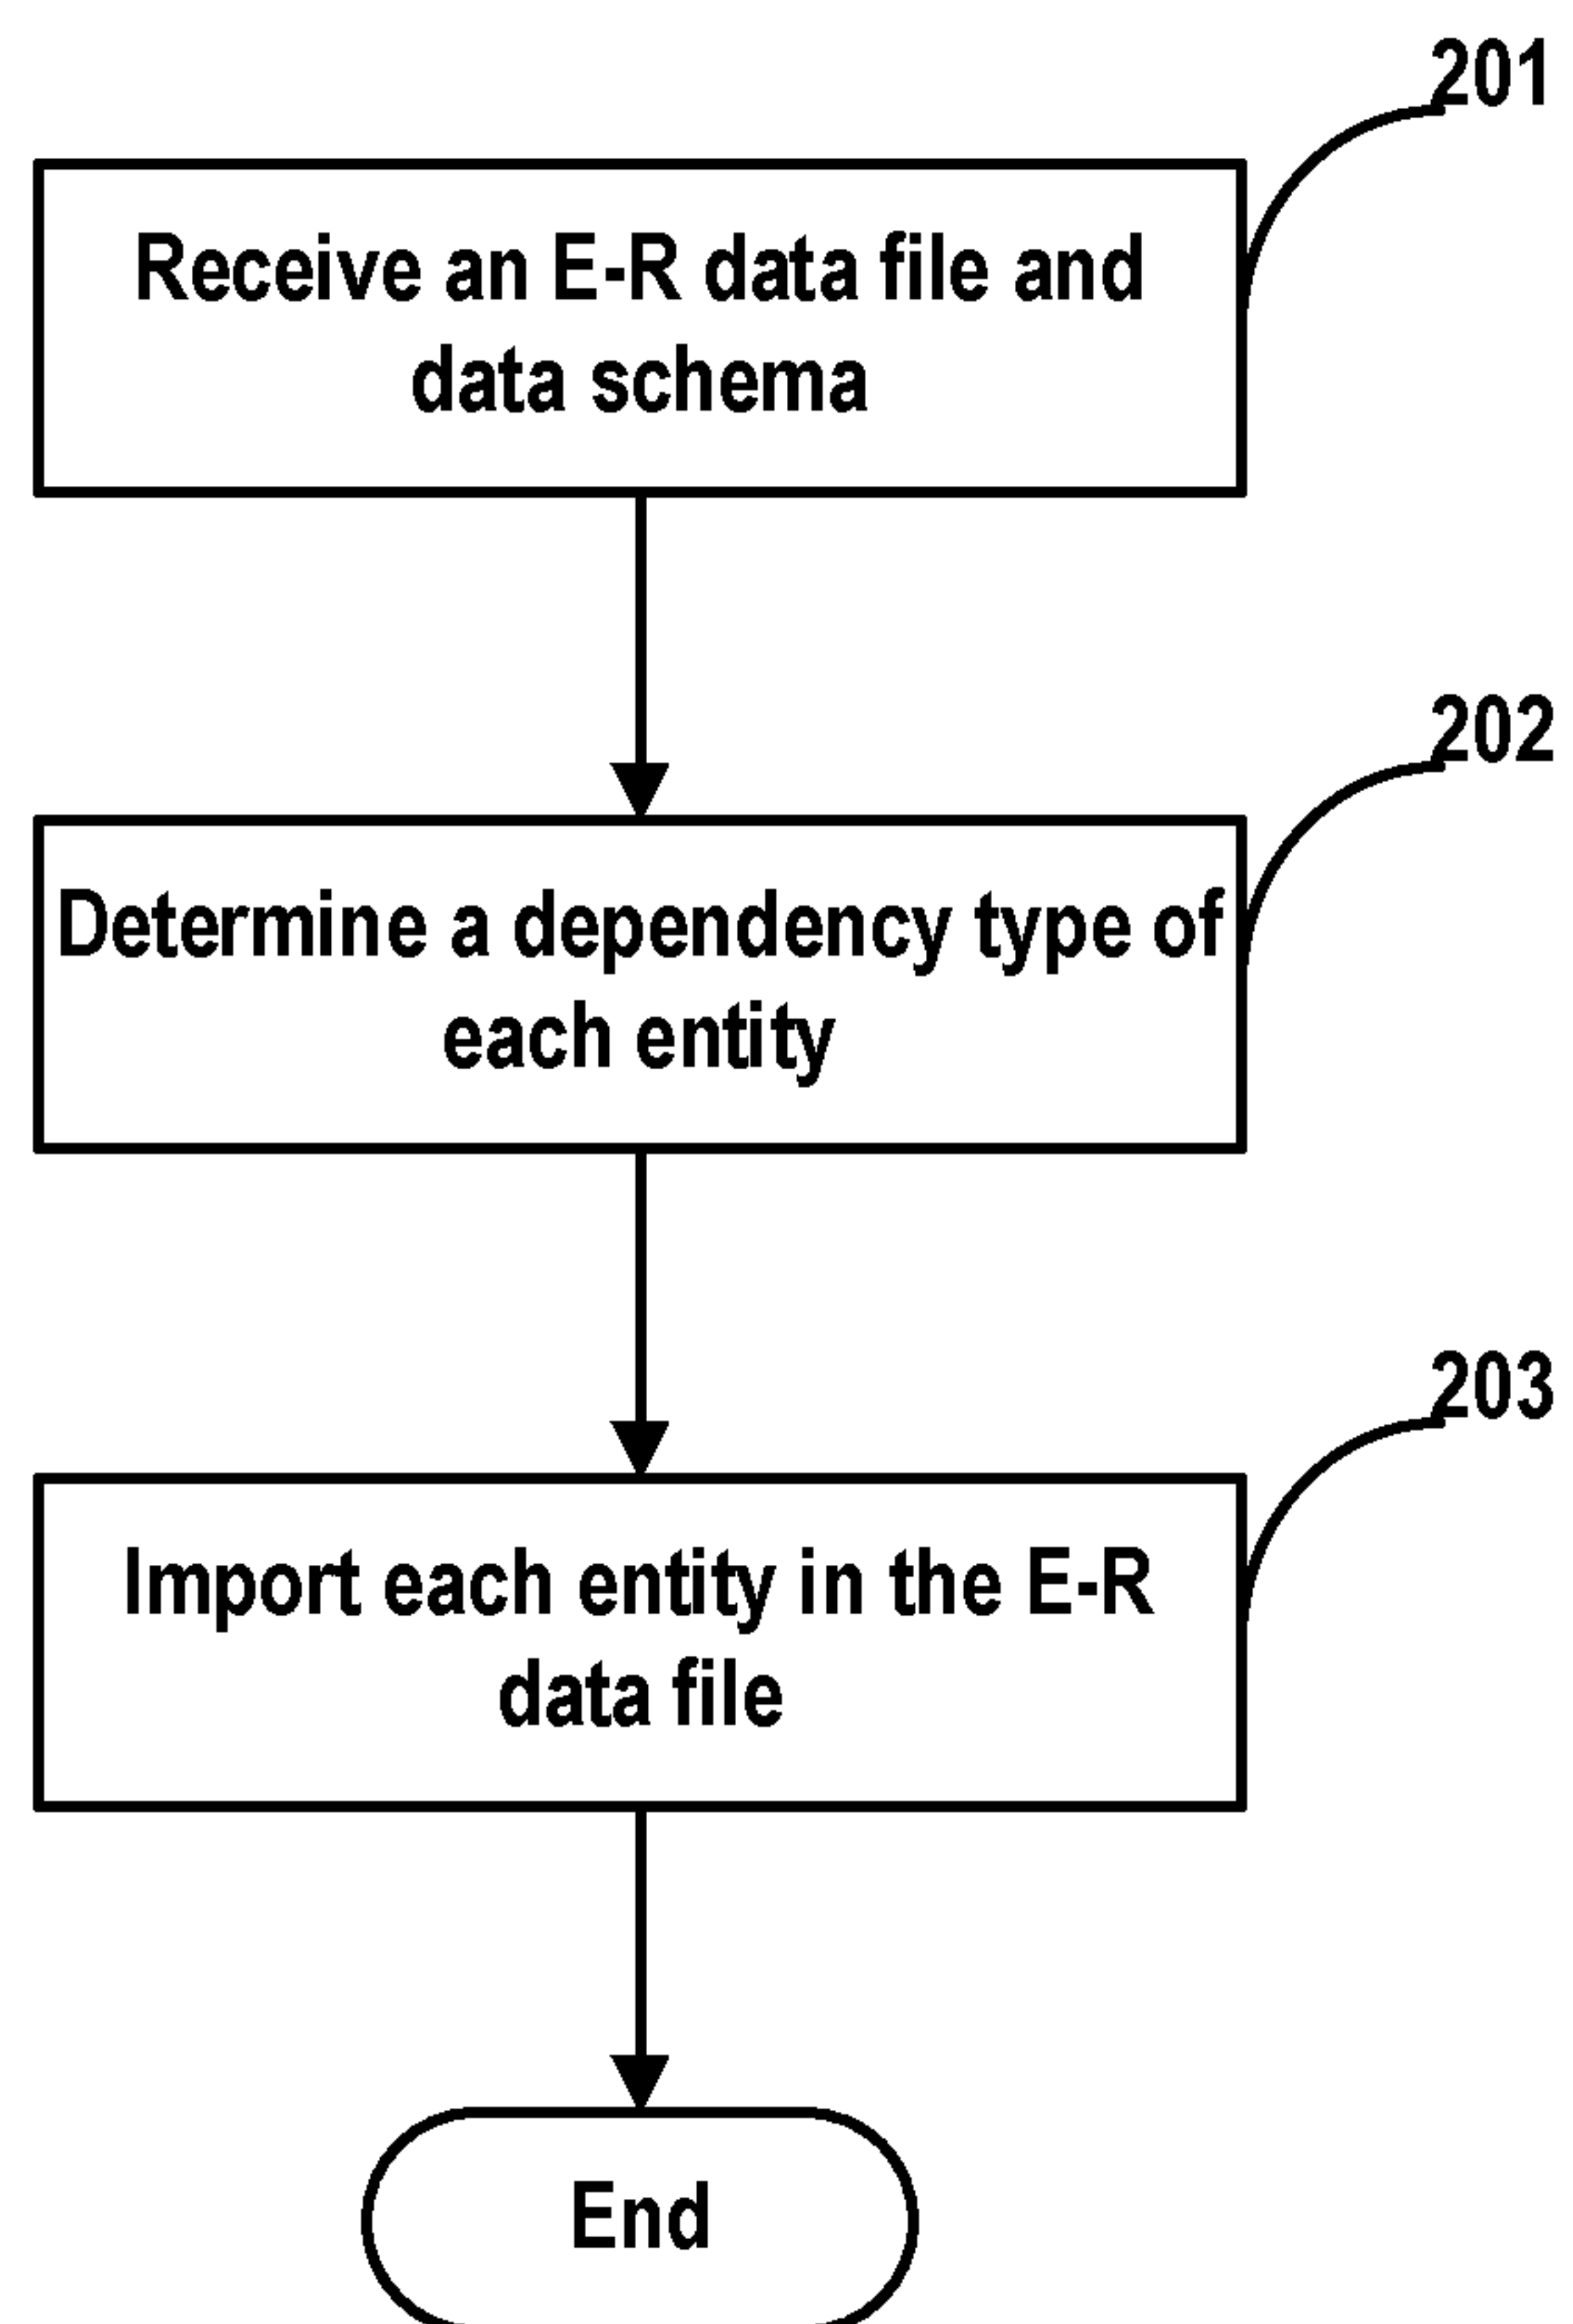 201
Receive an E-R data file and
data schema
202
Determine a dependency type of
each entity
203
Import each entity in the E-R
data file
End